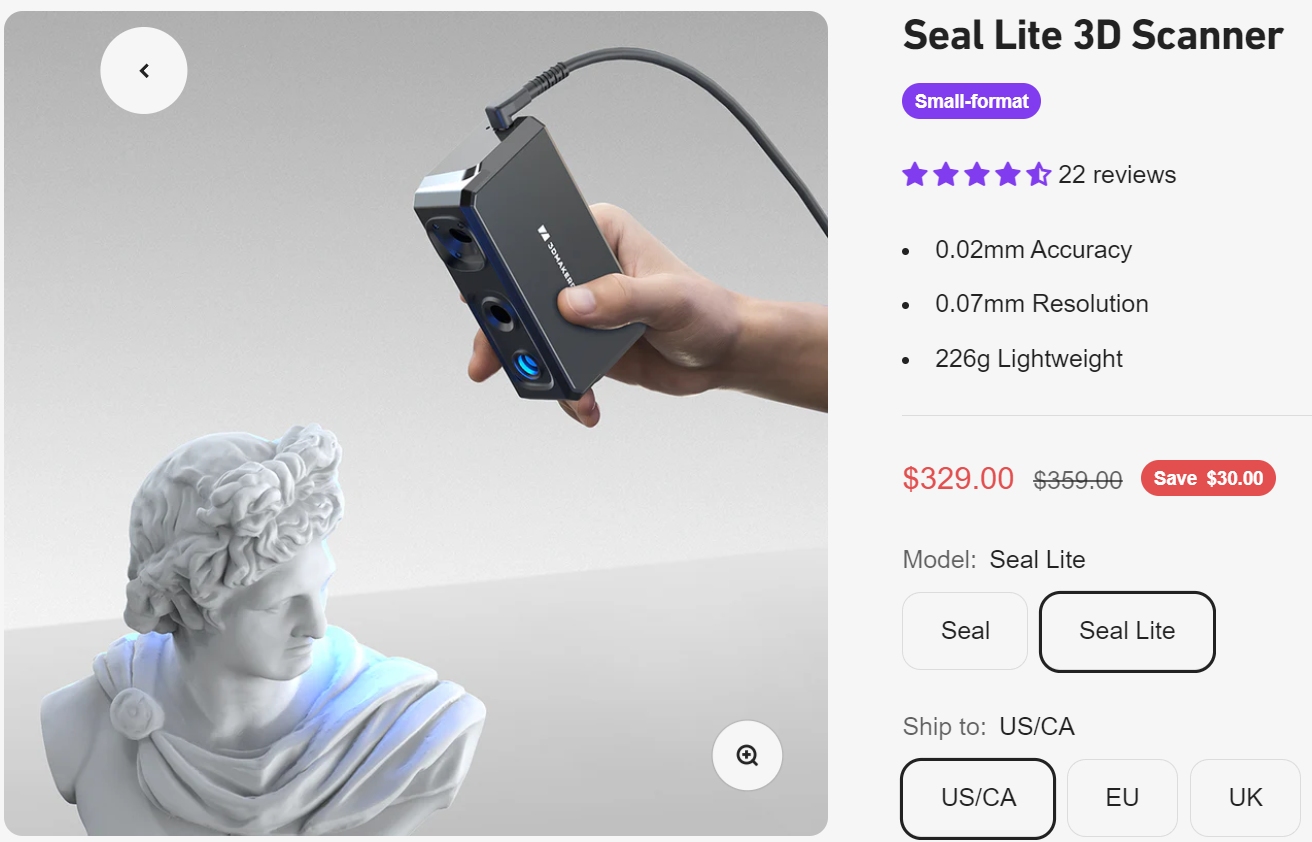 Seal Lite 3D Scanner
Small-format
22 reviews
0.02mm Accuracy
0.07mm Resolution
226g Lightweight
$329.00 $359.00 Save $30.00
Model: Seal Lite
Seal Seal Lite
Ship to: US/CA
US/CA EU UK